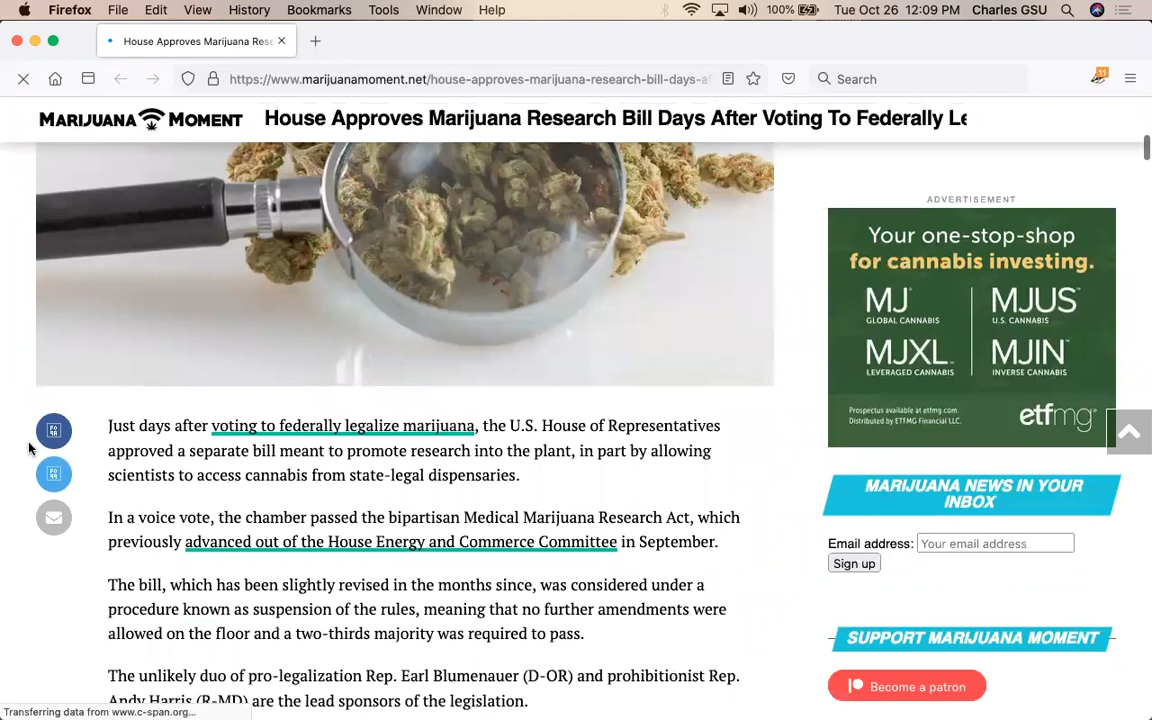 Firefox File Edit View History Bookmarks Tools Window Help 100% Tue Oct 26 12:09 PM Charles GSU
House Approves Marijuana Rese
https://www.marijuanamoment.net/house-approves-marijuana-research-bill-days-a
Search
11
MARIJUANA MOMENT House Approves Marijuana Research Bill Days After Voting To Federally Le
ADVERTISEMENT
Your one-stop-shop
for cannabis investing.
MJ MJUS
GLOBAL CANNABIS U.S. CANNABIS
MJXL MJIN
LEVERAGED CANNABIS INVERSE CANNABIS
Prospectus available at etfmg.com.
Distributed by ETFMG Financial LLC.
etfmg
Just days after voting to federally legalize marijuana, the U.S. House of Representatives
approved a separate bill meant to promote research into the plant, in part by allowing
scientists to access cannabis from state-legal dispensaries.
In a voice vote, the chamber passed the bipartisan Medical Marijuana Research Act, which
previously advanced out of the House Energy and Commerce Committee in September.
The bill, which has been slightly revised in the months since, was considered under a
procedure known as suspension of the rules, meaning that no further amendments were
allowed on the floor and a two-thirds majority was required to pass.
The unlikely duo of pro-legalization Rep. Earl Blumenauer (D-OR) and prohibitionist Rep.
Andy Harris (R-MD) are the lead sponsors of the legislation.
MARIJUANA NEWS IN YOUR
INBOX
Email address: Your email address
Sign up
SUPPORT MARIJUANA MOMENT
Become a patron
Transferring data from www.c-span.org...